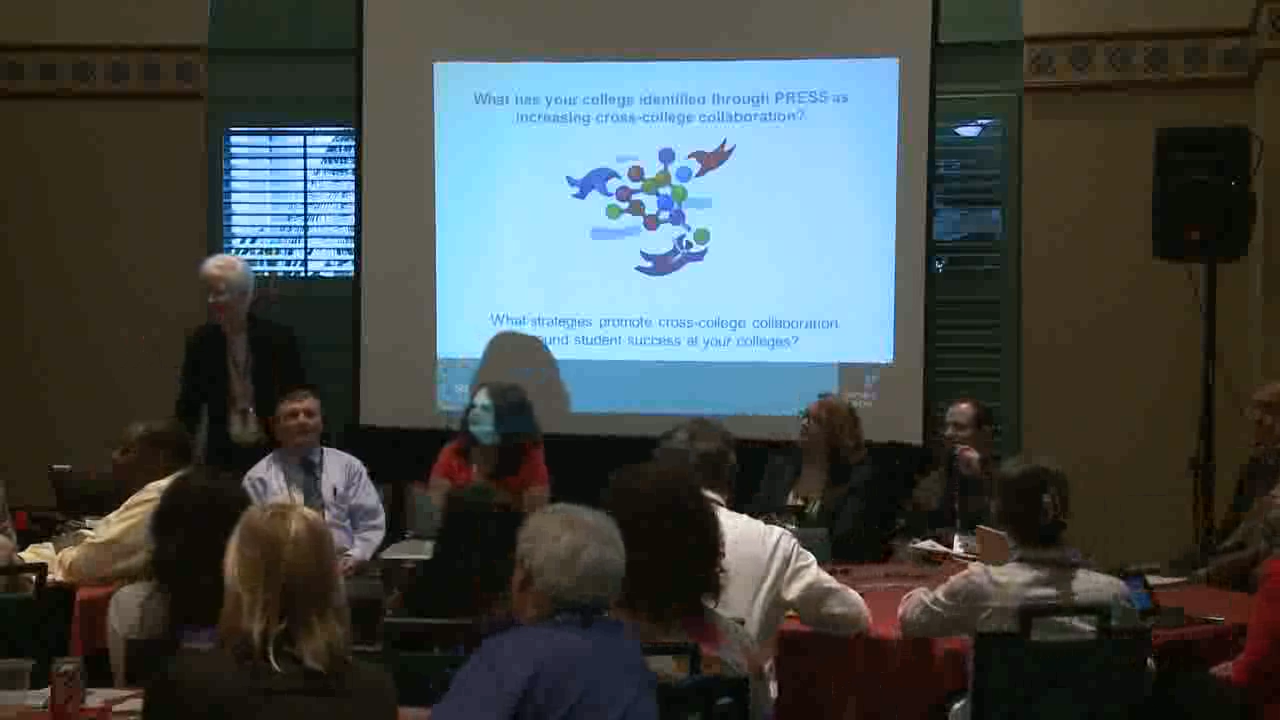 What has your college identified through PRESS as
increasing cross-college collaboration?
What strategies promote cross-college collaboration
student success at your colleges?